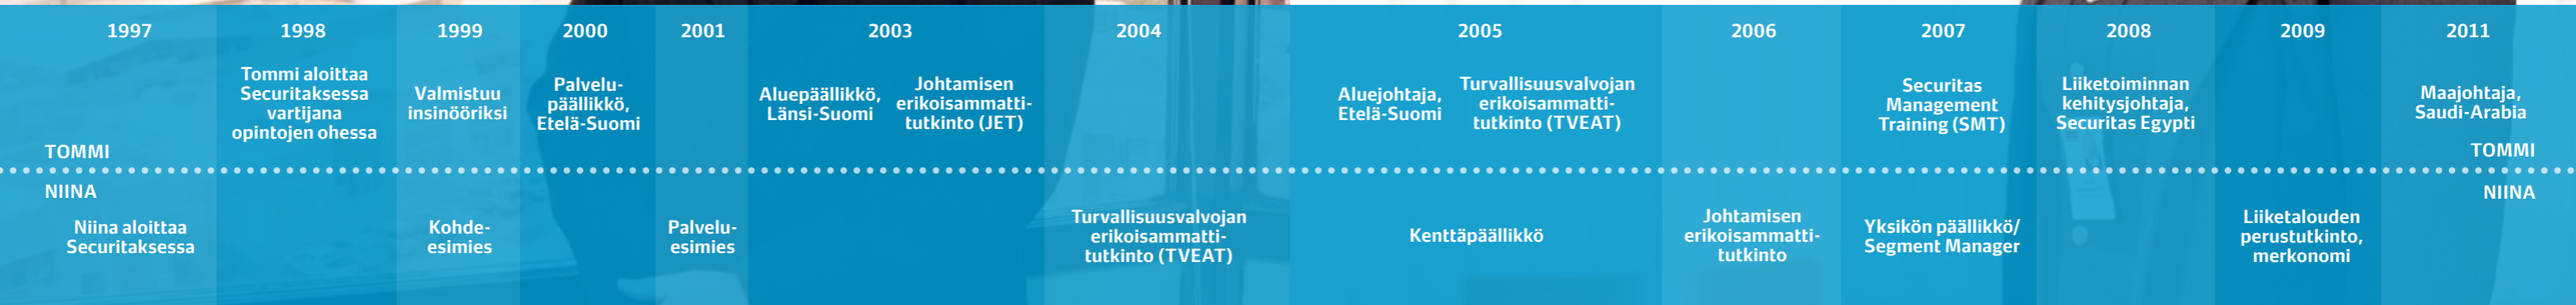 1997
1998
1999
2000
2001
2003
2004
2005
2006
2007
2008
2009
2011
Tommi aloittaa
Securitaksessa
vartijana
opintojen ohessa
Valmistuu
insinööriksi
Palvelu-
päällikkö,
Etelä-Suomi
Aluepäällikkö,
Länsi-Suomi
Johtamisen
erikoisammatti-
tutkinto (JET)
Aluejohtaja,
Etelä-Suomi
Turvallisuusvalvojan
erikoisammatti-
tutkinto (TVEAT)
Securitas
Management
Training (SMT)
Liiketoiminnan
kehitysjohtaja,
Securitas Egypti
Maajohtaja,
Saudi-Arabia
TOMMI
TOMMI
NIINA
NIINA
Niina aloittaa
Securitaksessa
Kohde-
esimies
Palvelu-
esimies
Turvallisuusvalvojan
erikoisammatti-
tutkinto (TVEAT)
Kenttäpäällikkö
Johtamisen
erikoisammatti-
tutkinto
Yksikön päällikkö/
Segment Manager
Liiketalouden
perustutkinto,
merkonomi